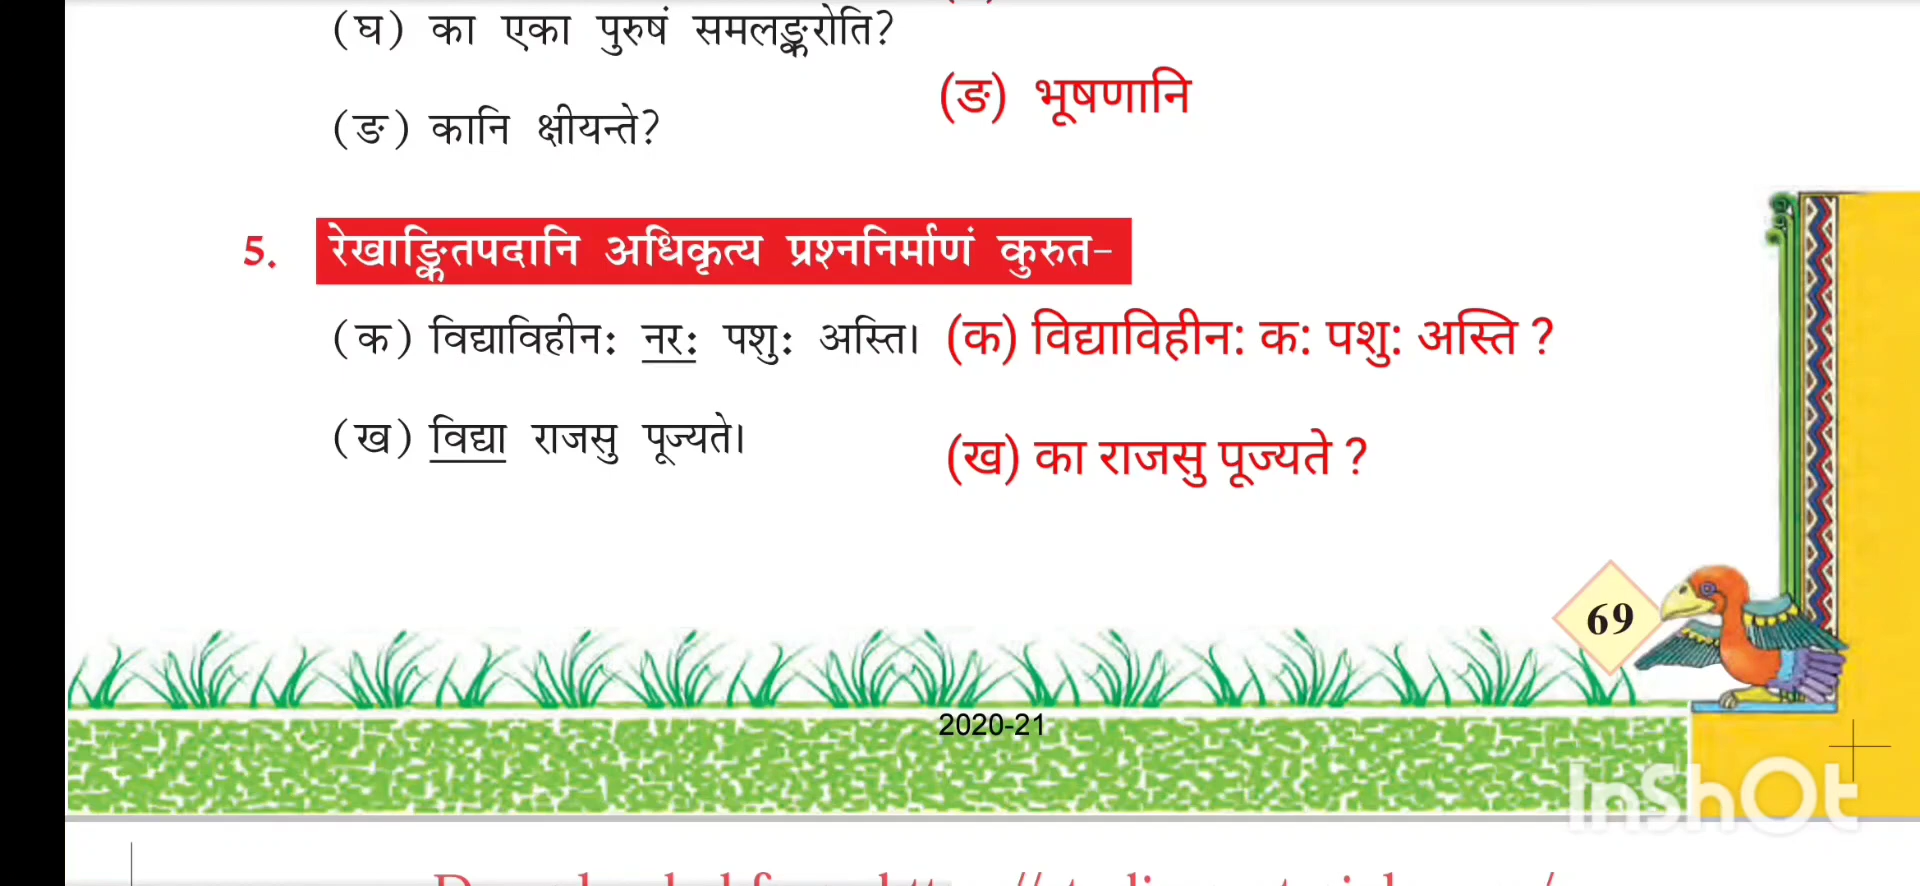 (घ) का एका पुरुषं समलङ्करोति?
(ङ) भूषणानि
(ङ) कानि क्षीयन्ते?
5. रेखाङ्कितपदानि अधिकृत्य प्रश्ननिर्माणं कुरुत-
(क) विद्याविहीनः नरः पशुः अस्ति। (क) विद्याविहीन: क: पशु: अस्ति ?
(ख) विद्या राजसु पूज्यते। (ख) का राजसु पूज्यते ?
69
2020-21
InShOt